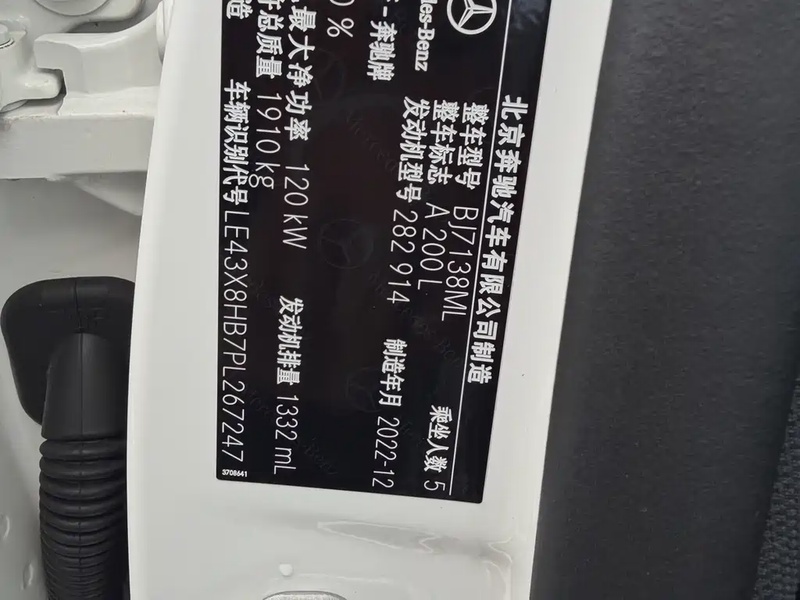 北京奔驰汽车有限公司制造
整车型号 BJ7138ML 乘坐人数 5
整车标志 A 200 L
发动机型号 282 914 制造年月 2022-12
奔驰牌
最大净功率 120 kW 发动机排量 1332 mL
总质量 1910 kg
车辆识别代号 LE43X8HB7PL267247
3708641